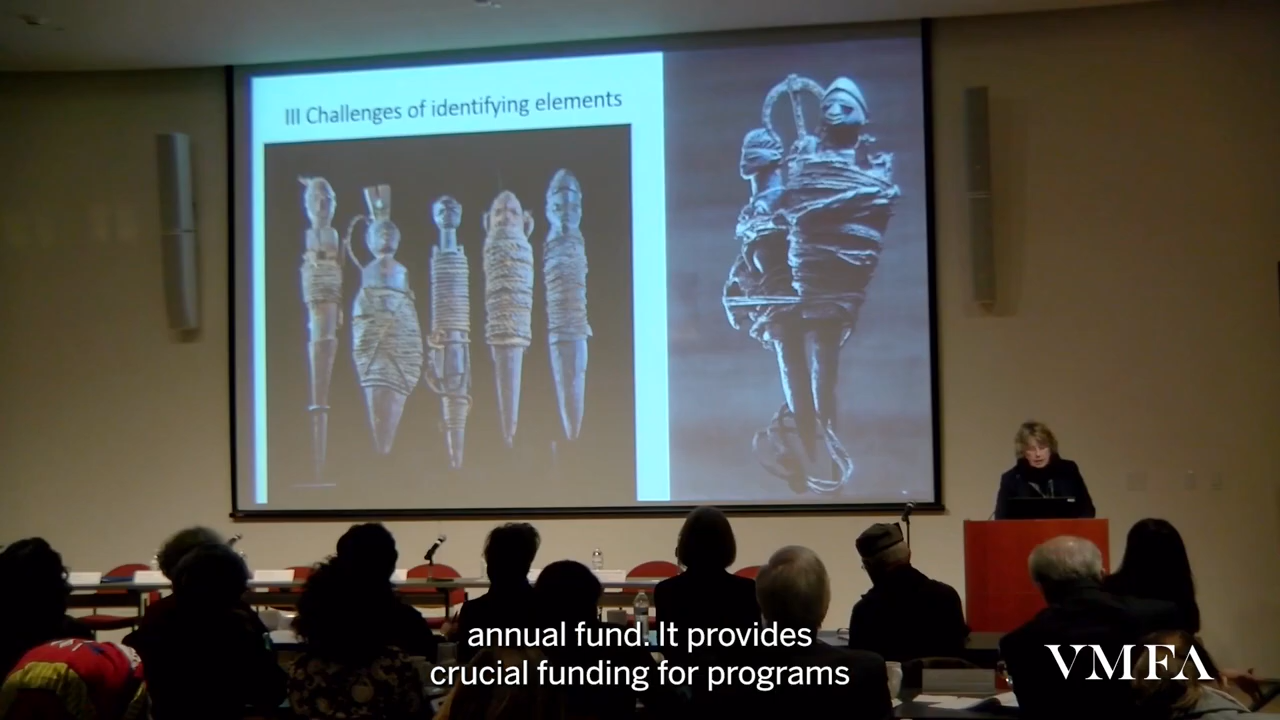 III Challenges of identifying elements
annual fund. It provides
crucial funding for programs
VMFA